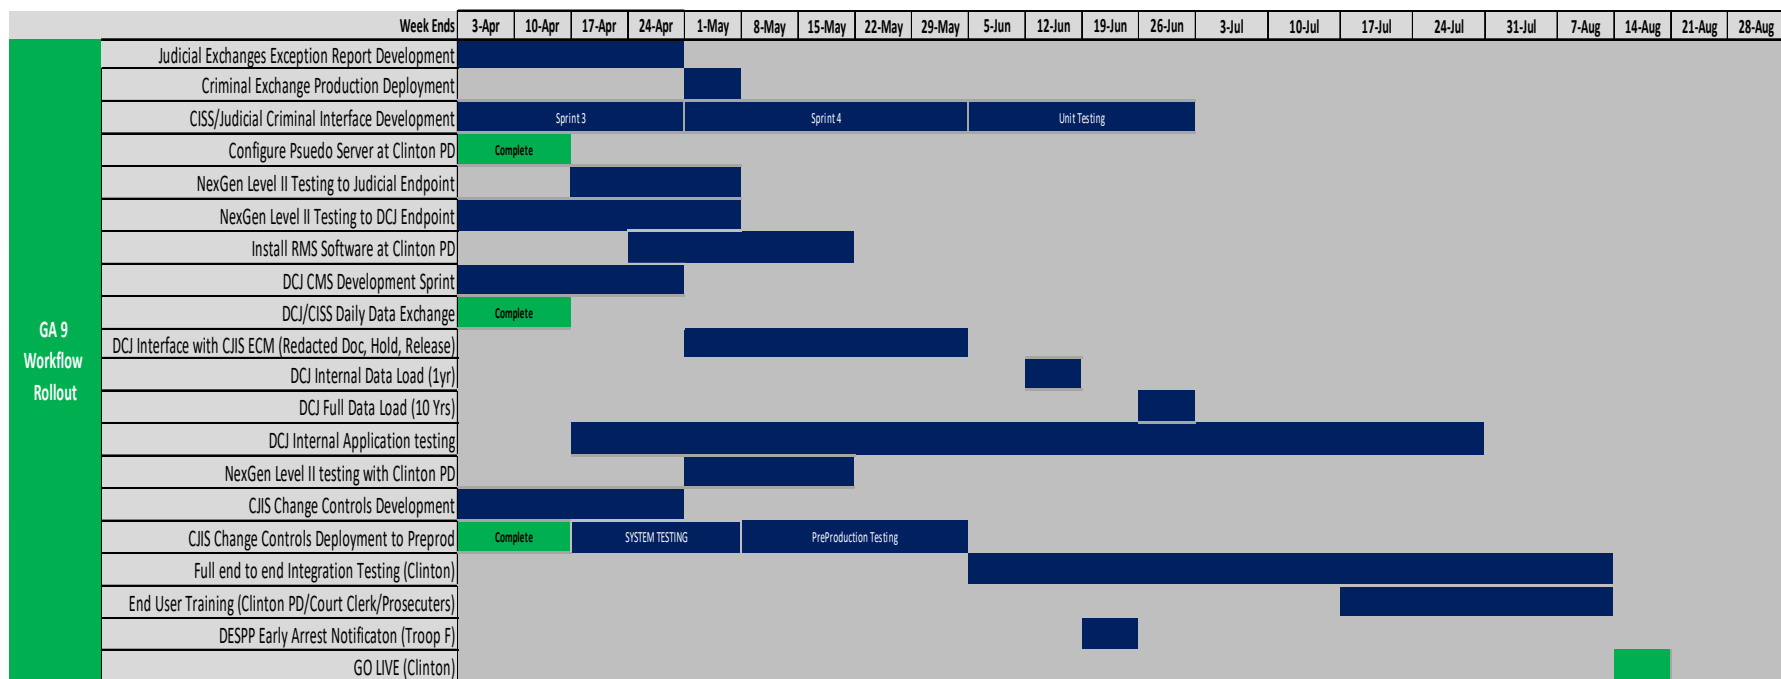 Week Ends 3-Apr 10-Apr 17-Apr 24-Apr 1-May 8-May 15-May 22-May 29-May 5-Jun 12-Jun 19-Jun 26-Jun 3-Jul 10-Jul 17-Jul 24-Jul 31-Jul 7-Aug 14-Aug 21-Aug 28-Aug
GA 9
Workflow
Rollout
Judicial Exchanges Exception Report Development
Criminal Exchange Production Deployment
CISS/Judicial Criminal Interface Development Sprint 3 Sprint 4 Unit Testing
Configure Psuedo Server at Clinton PD Complete
NexGen Level II Testing to Judicial Endpoint
NexGen Level II Testing to DCJ Endpoint
Install RMS Software at Clinton PD
DCJ CMS Development Sprint
DCJ/CISS Daily Data Exchange Complete
DCJ Interface with CJIS ECM (Redacted Doc, Hold, Release)
DCJ Internal Data Load (1yr)
DCJ Full Data Load (10 Yrs)
DCJ Internal Application testing
NexGen Level II testing with Clinton PD
CJIS Change Controls Development
CJIS Change Controls Deployment to Preprod Complete SYSTEM TESTING PreProduction Testing
Full end to end Integration Testing (Clinton)
End User Training (Clinton PD/Court Clerk/Prosecuters)
DESPP Early Arrest Notificaton (Troop F)
GO LIVE (Clinton)